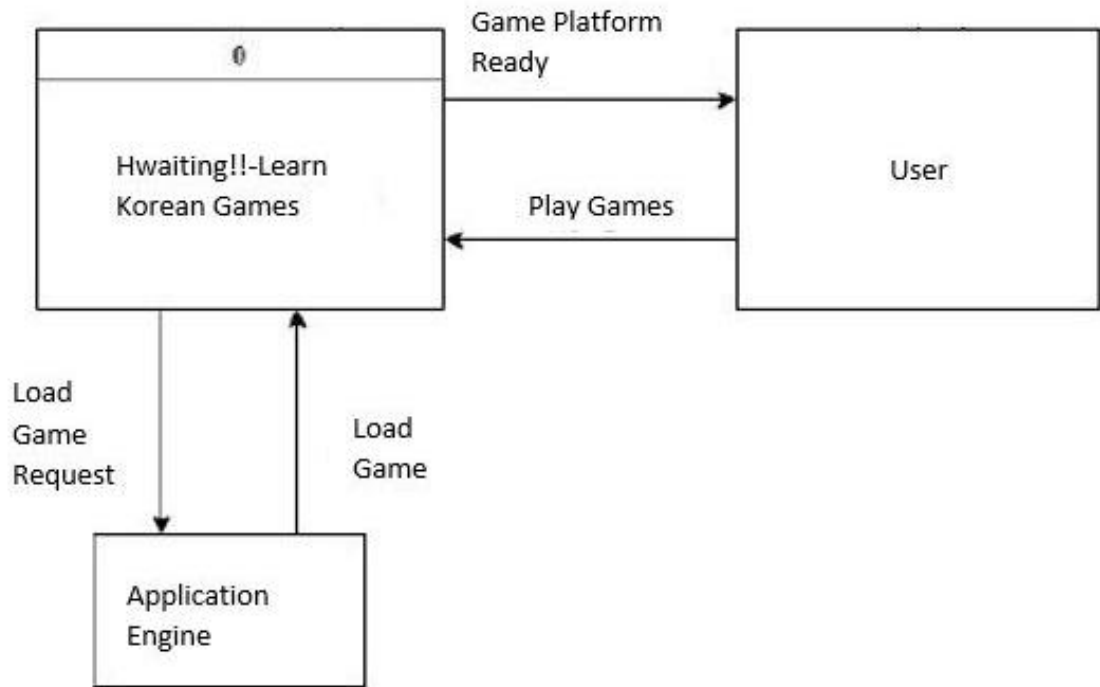 Game Platform
Ready
0
Hwaiting!!-Learn
Korean Games
User
Play Games
Load
Game
Request
Load
Game
Application
Engine